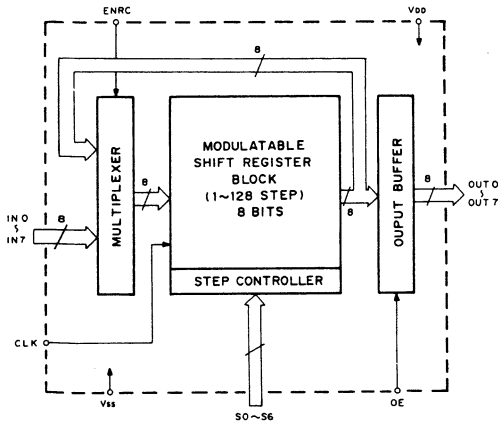 ENRC
VDD
8
8
MULTIPLEXER
MODULATABLE
SHIFT REGISTER
BLOCK
(1~128 STEP)
8 BITS
8
8
OUPUT BUFFER
8
OUT0
~
OUT7
IN0
~
IN7
STEP CONTROLLER
CLK
VSS
S0~S6
OE